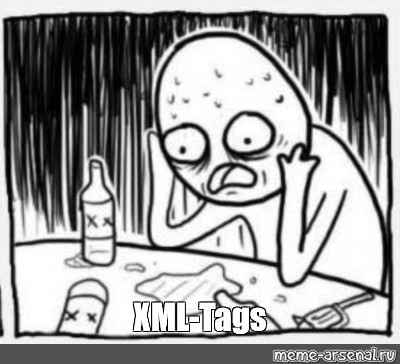 X X
X X
XML-Tags
meme-arsenal.ru